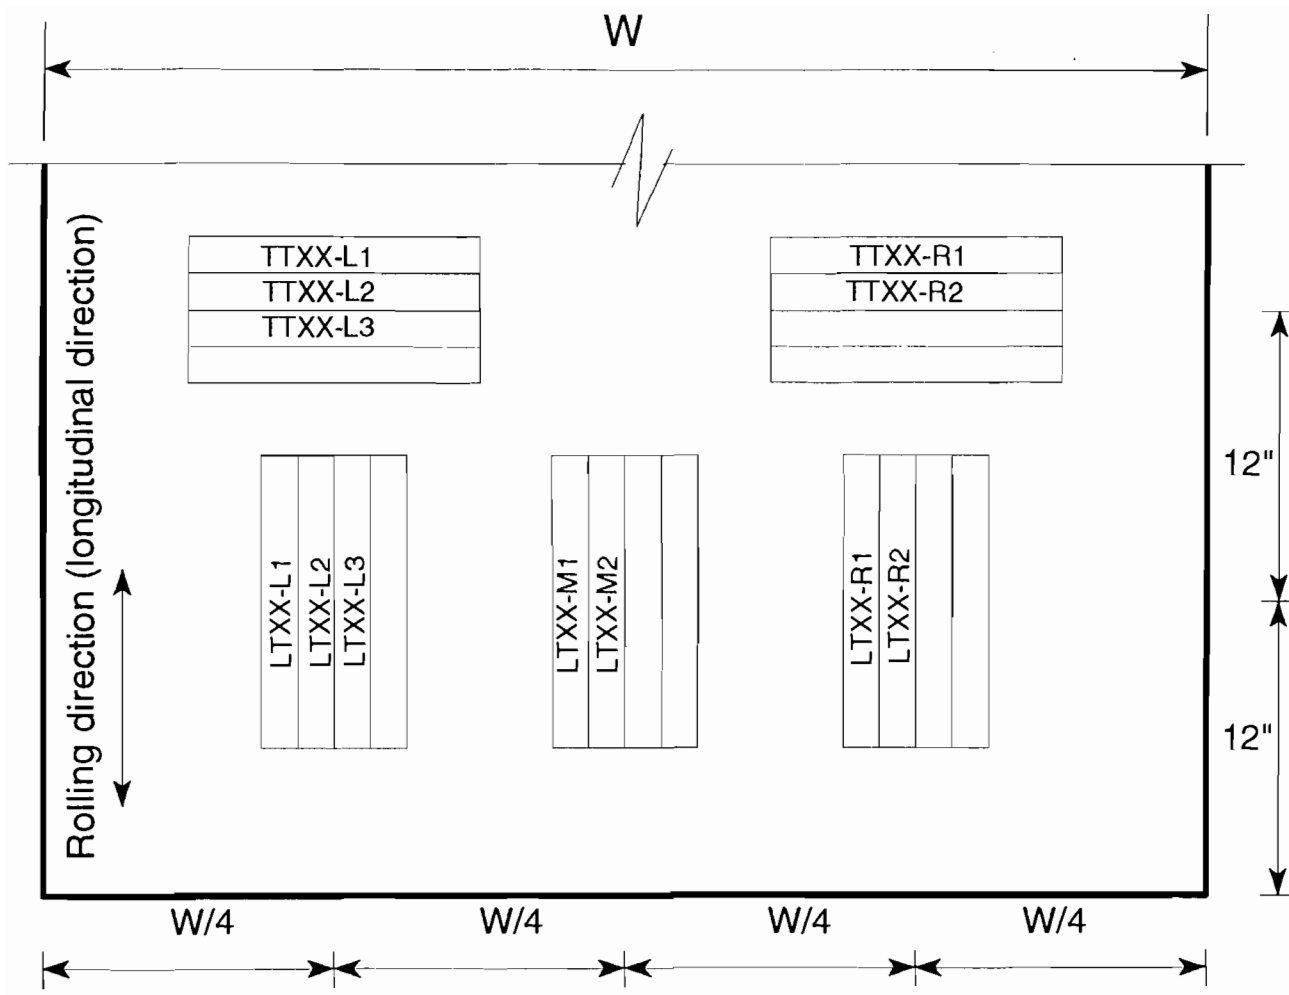 W
TTXX-L1
TTXX-L2
TTXX-L3
TTXX-R1
TTXX-R2
Rolling direction (longitudinal direction)
LTXX-L1
LTXX-L2
LTXX-L3
LTXX-M1
LTXX-M2
LTXX-R1
LTXX-R2
12"
12"
W/4
W/4
W/4
W/4